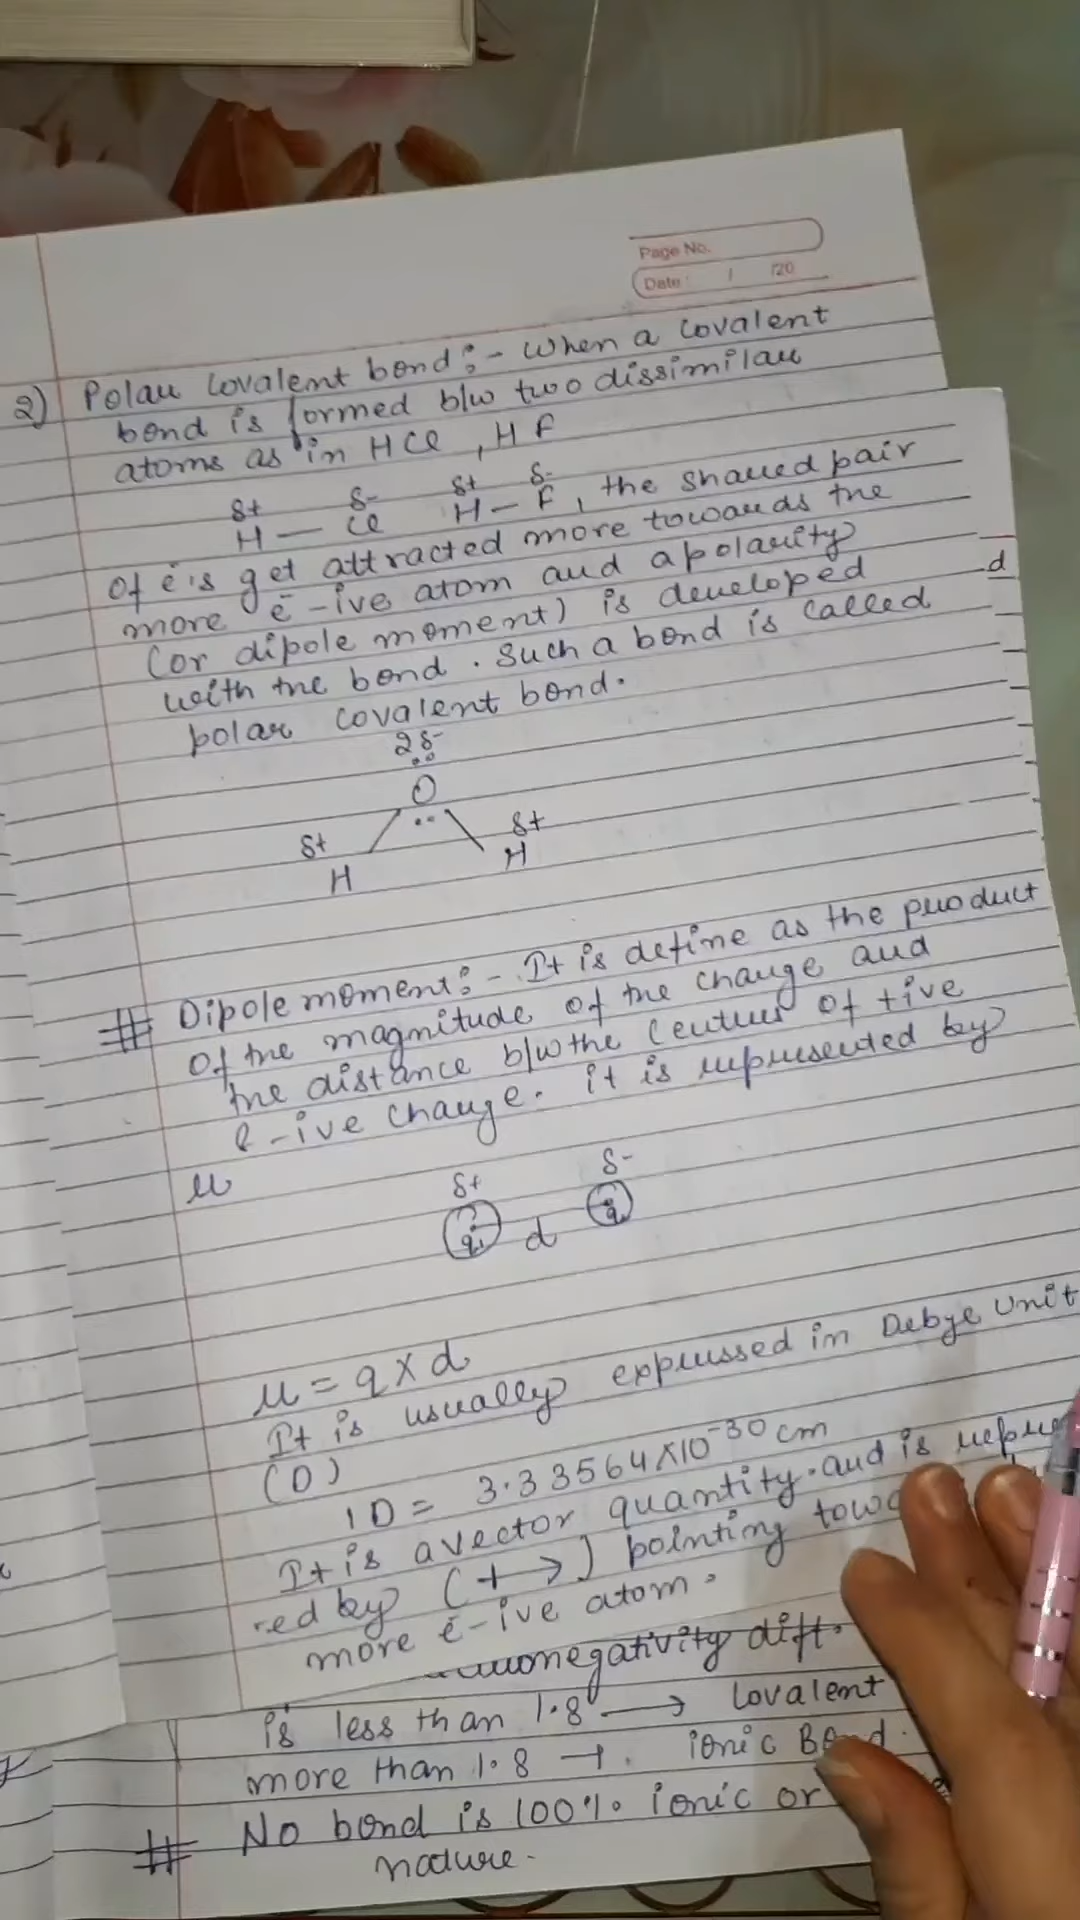 Page No.
Date : / /20
2) Polar Covalent bond :- When a covalent
bond is formed b/w two dissimilar
atoms as in HCl , HF
δ+ δ- δ+ δ-
H — Cl H — F , the shared pair
of e⁻s get attracted more towards the
more e⁻-ive atom and a polarity
(or dipole moment) is developed
with the bond . Such a bond is called
polar covalent bond.
d
2δ-
O
δ+ δ+
H H
# Dipole moment :- It is define as the product
of the magnitude of the charge and
the distance b/w the centres of +ive
& -ive charge. it is represented by
μ
δ+ δ-
q d q
μ = q × d
It is usually expressed in Debye Unit
(D)
1D = 3.33564×10⁻³⁰ cm
It is a vector quantity. and is repre
red by (+→) pointing towa
more e⁻-ive atom.
onegativity diff.
is less than 1.8 → Covalent
more than 1.8 → . ionic Bond.
# No bond is 100% ionic or
nature.